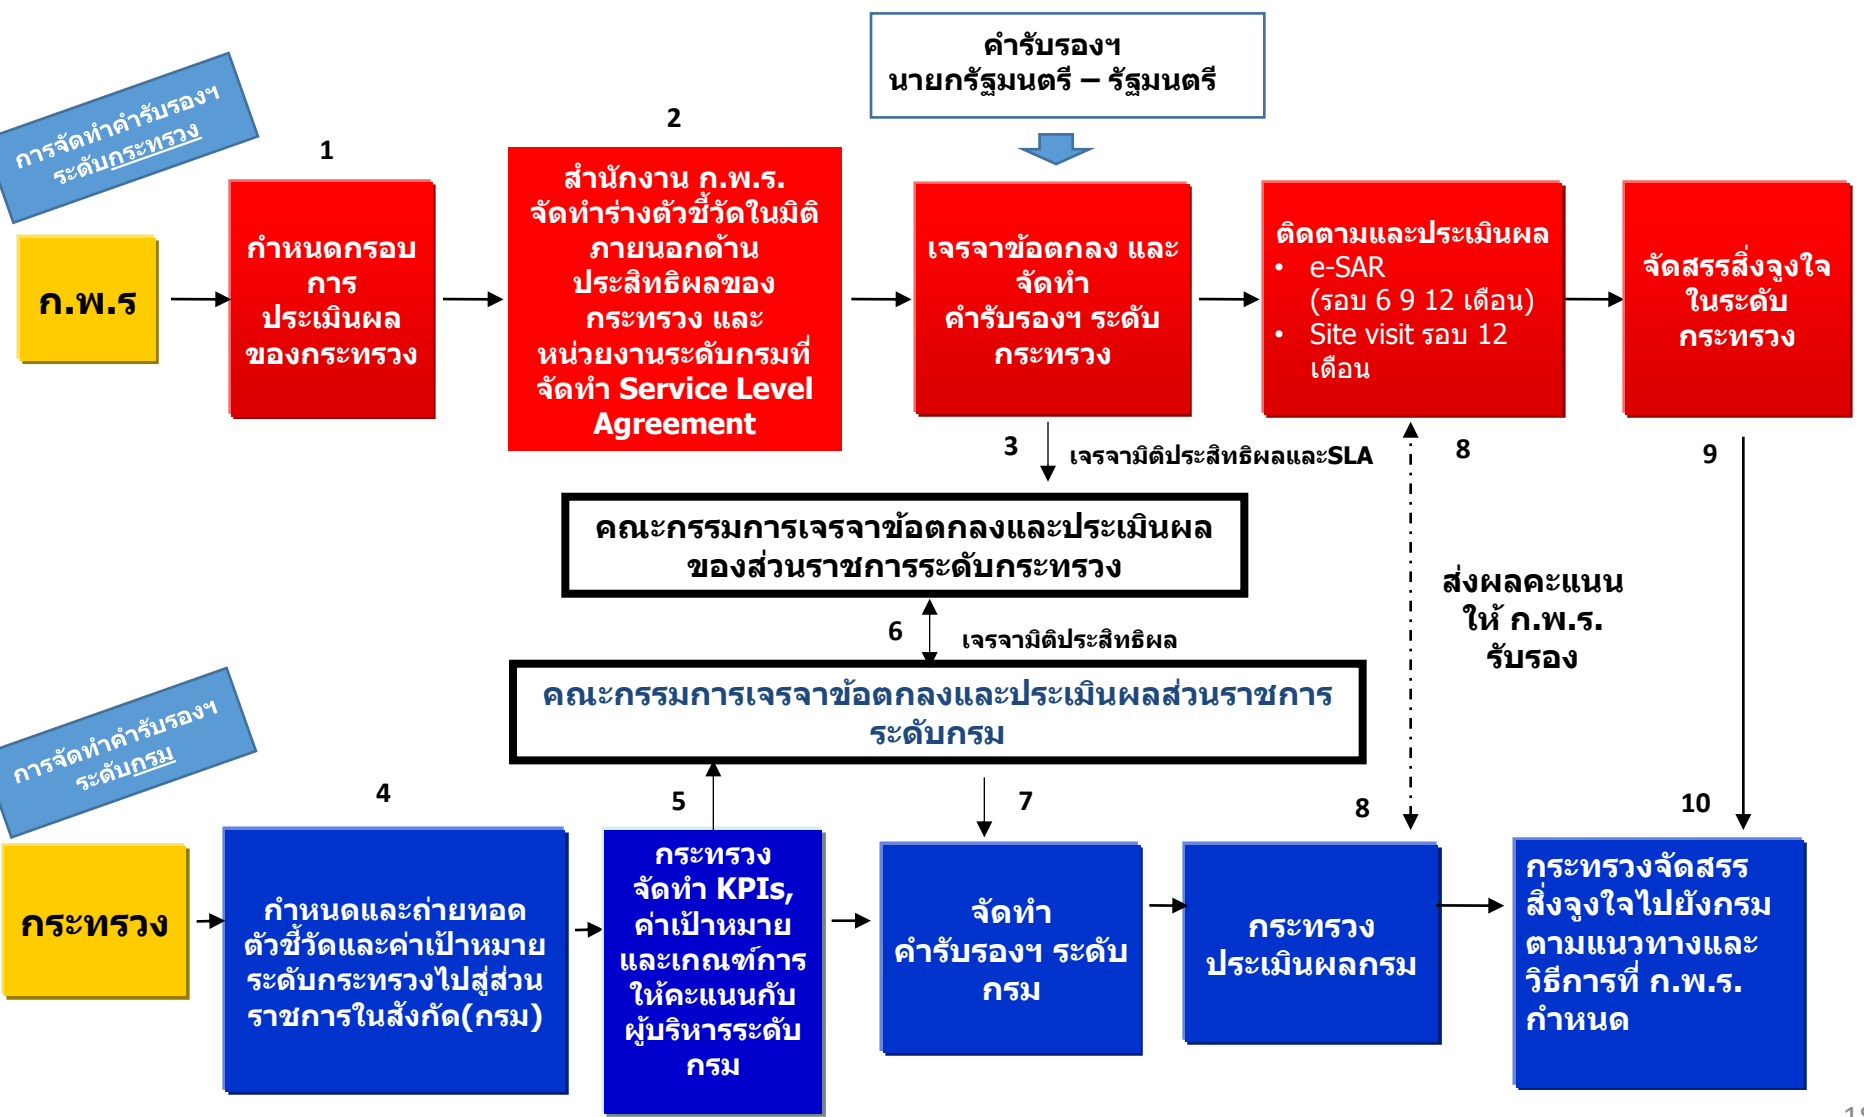 คำรับรองฯ
นายกรัฐมนตรี – รัฐมนตรี
การจัดทำคำรับรองฯ
ระดับกระทรวง
1
2
ก.พ.ร
กำหนดกรอบ
การ
ประเมินผล
ของกระทรวง
สำนักงาน ก.พ.ร.
จัดทำร่างตัวชี้วัดในมิติ
ภายนอกด้าน
ประสิทธิผลของ
กระทรวง และ
หน่วยงานระดับกรมที่
จัดทำ Service Level
Agreement
เจรจาข้อตกลง และ
จัดทำ
คำรับรองฯ ระดับ
กระทรวง
ติดตามและประเมินผล
• e-SAR
(รอบ 6 9 12 เดือน)
• Site visit รอบ 12
เดือน
จัดสรรสิ่งจูงใจ
ในระดับ
กระทรวง
3
เจรจามิติประสิทธิผลและSLA
8
9
คณะกรรมการเจรจาข้อตกลงและประเมินผล
ของส่วนราชการระดับกระทรวง
6
เจรจามิติประสิทธิผล
ส่งผลคะแนน
ให้ ก.พ.ร.
รับรอง
คณะกรรมการเจรจาข้อตกลงและประเมินผลส่วนราชการ
ระดับกรม
การจัดทำคำรับรองฯ
ระดับกรม
4
5
7
8
10
กระทรวง
กำหนดและถ่ายทอด
ตัวชี้วัดและค่าเป้าหมาย
ระดับกระทรวงไปสู่ส่วน
ราชการในสังกัด(กรม)
กระทรวง
จัดทำ KPIs,
ค่าเป้าหมาย
และเกณฑ์การ
ให้คะแนนกับ
ผู้บริหารระดับ
กรม
จัดทำ
คำรับรองฯ ระดับ
กรม
กระทรวง
ประเมินผลกรม
กระทรวงจัดสรร
สิ่งจูงใจไปยังกรม
ตามแนวทางและ
วิธีการที่ ก.พ.ร.
กำหนด